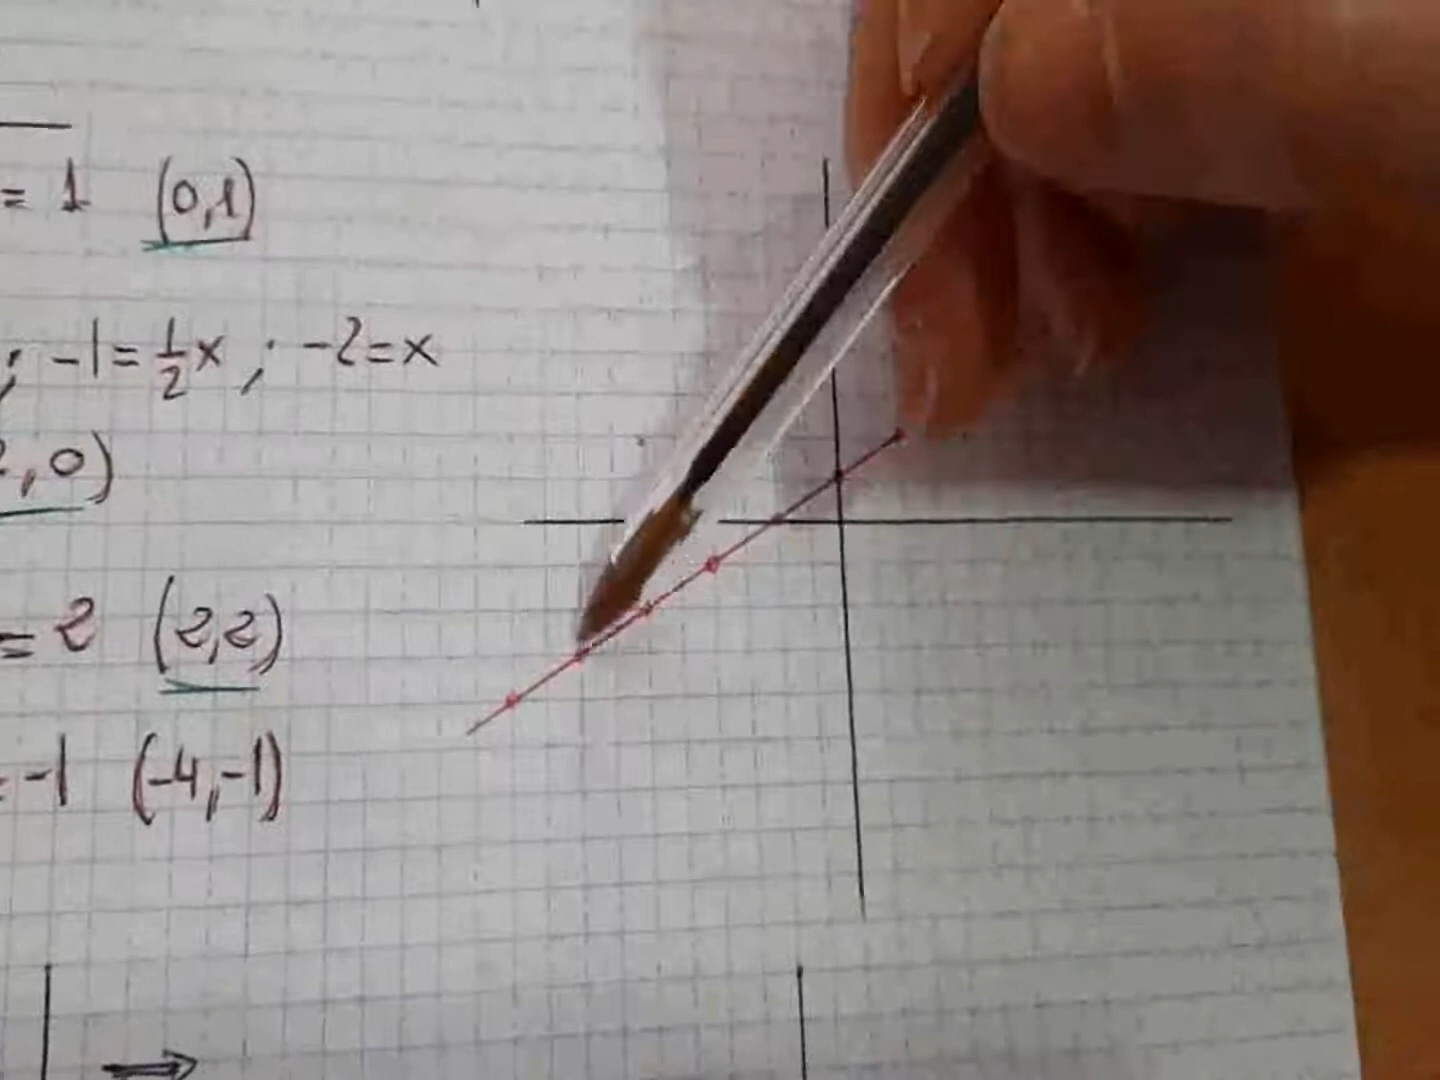 = 1 (0,1)
; -1 = 1/2 x ; -2 = x
, 0)
= 2 (2,2)
= -1 (-4,-1)
⇒